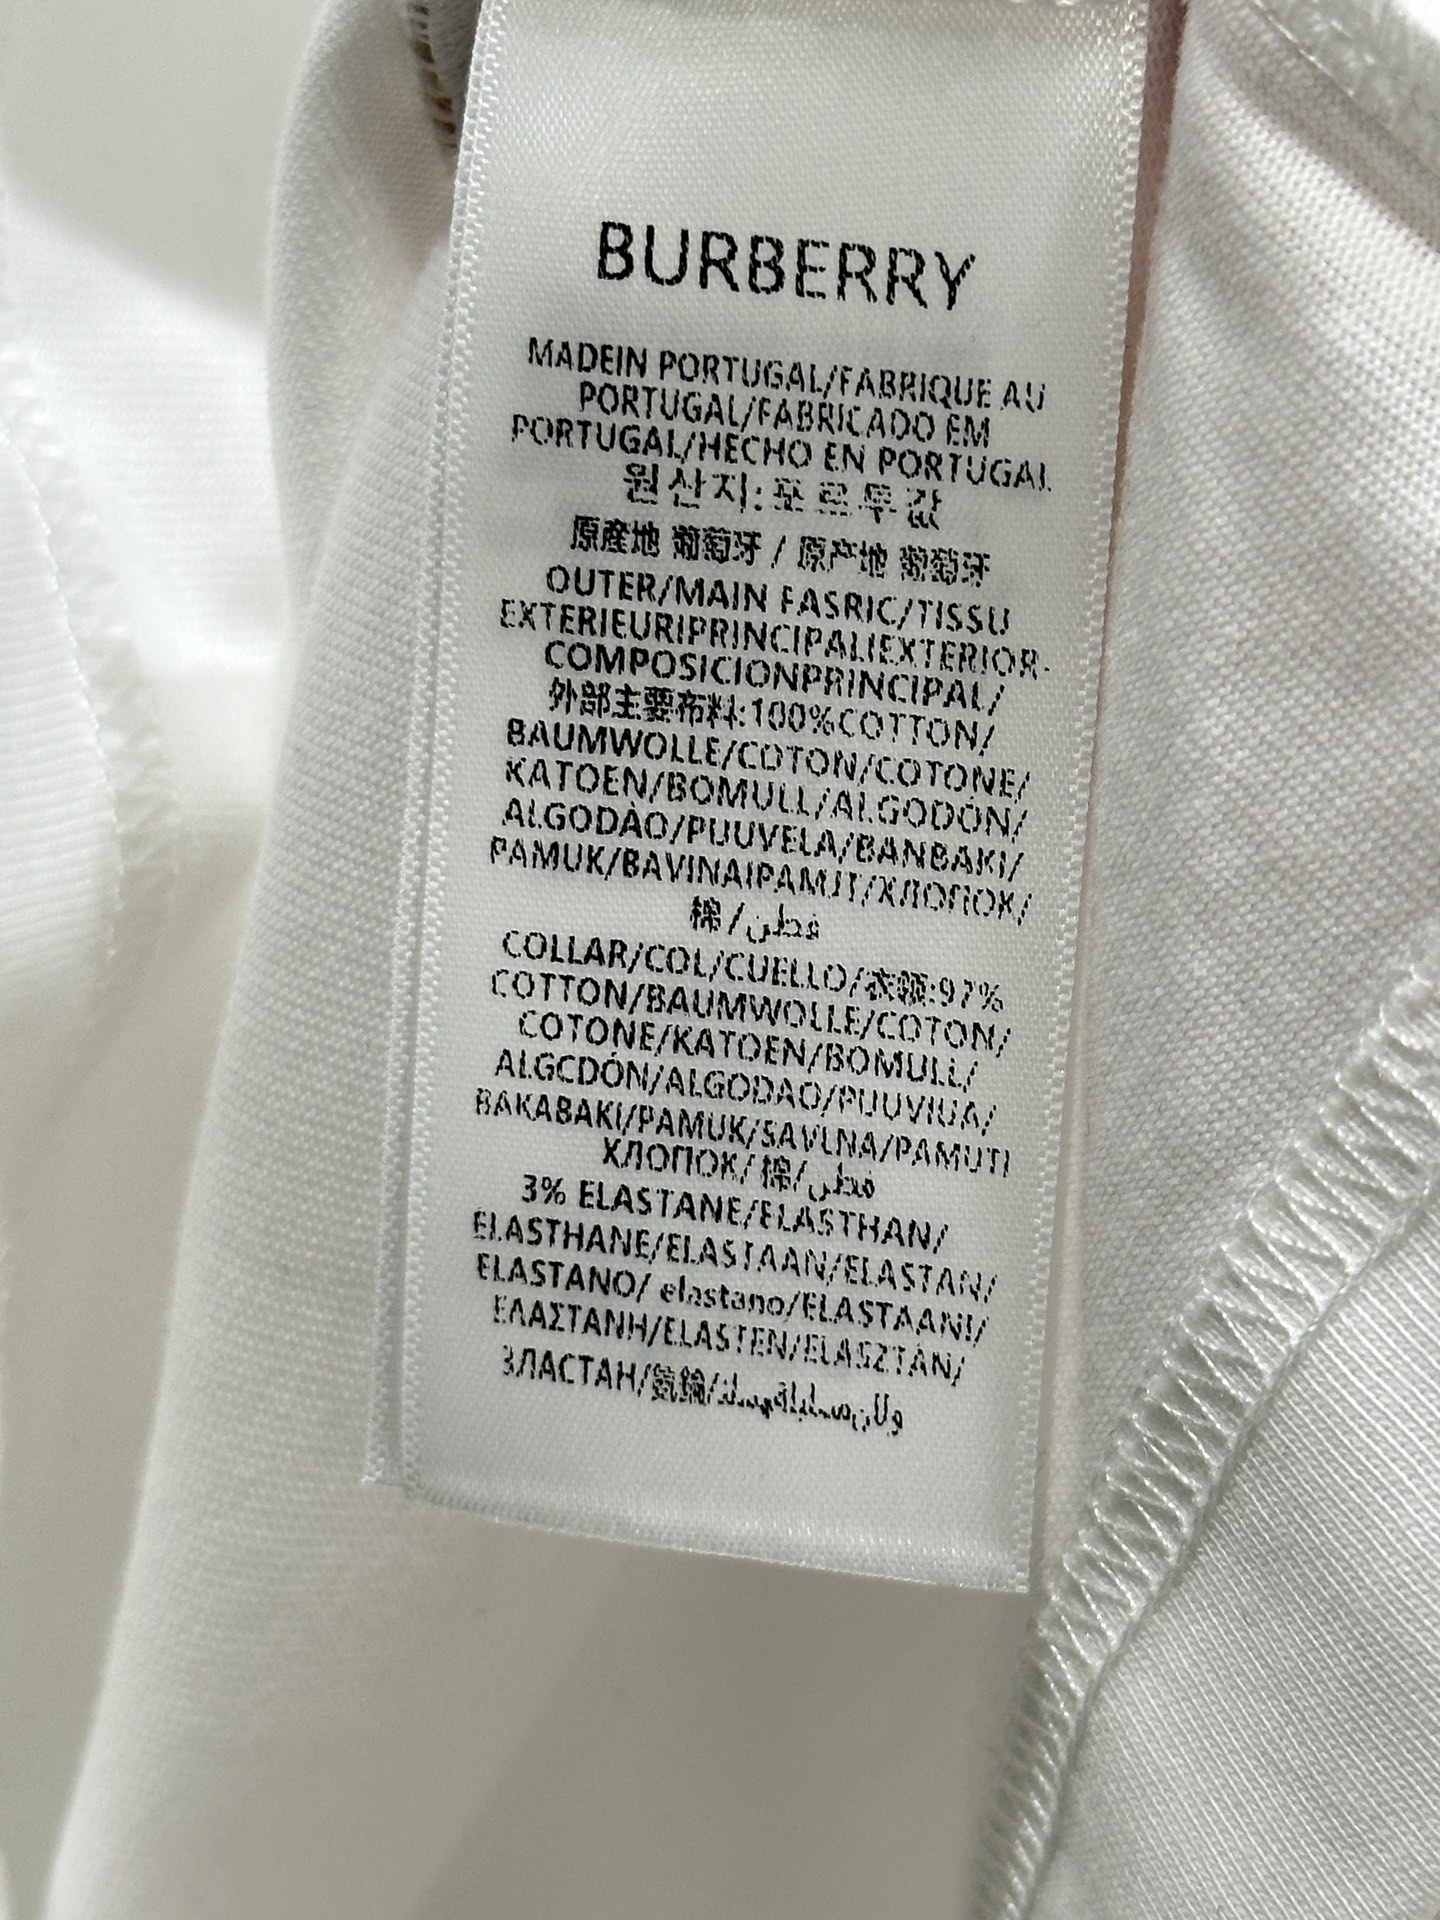 BURBERRY
MADEIN PORTUGAL/FABRIQUE AU
PORTUGAL/FABRICADO EM
PORTUGAL/HECHO EN PORTUGAL
원산지:포르투갈
原産地 葡萄牙 / 原产地 葡萄牙
OUTER/MAIN FASRIC/TISSU
EXTERIEURIPRINCIPALIEXTERIOR-
COMPOSICIONPRINCIPAL/
外部主要布料:100%COTTON/
BAUMWOLLE/COTON/COTONE/
KATOEN/BOMULL/ALGODÓN/
ALGODÀO/PUUVELA/BANBAKI/
PAMUK/BAVINAIPAMJT/ХЛОПОК/
棉/قطن
COLLAR/COL/CUELLO/衣領:97%
COTTON/BAUMWOLLE/COTON/
COTONE/KATOEN/BOMULL/
ALGCDÓN/ALGODAO/PUUVIUA/
BAKABAKI/PAMUK/SAVLNA/PAMUTI
ХЛОПОК/棉/قطن
3% ELASTANE/ELASTHAN/
ELASTHANE/ELASTAAN/ELASTAN/
ELASTANO/ elastano/ELASTAANI/
ΕΛΑΣΤΑΝΗ/ELASTEN/ELASZTÁN/
ЗЛАСТАН/氨綸/